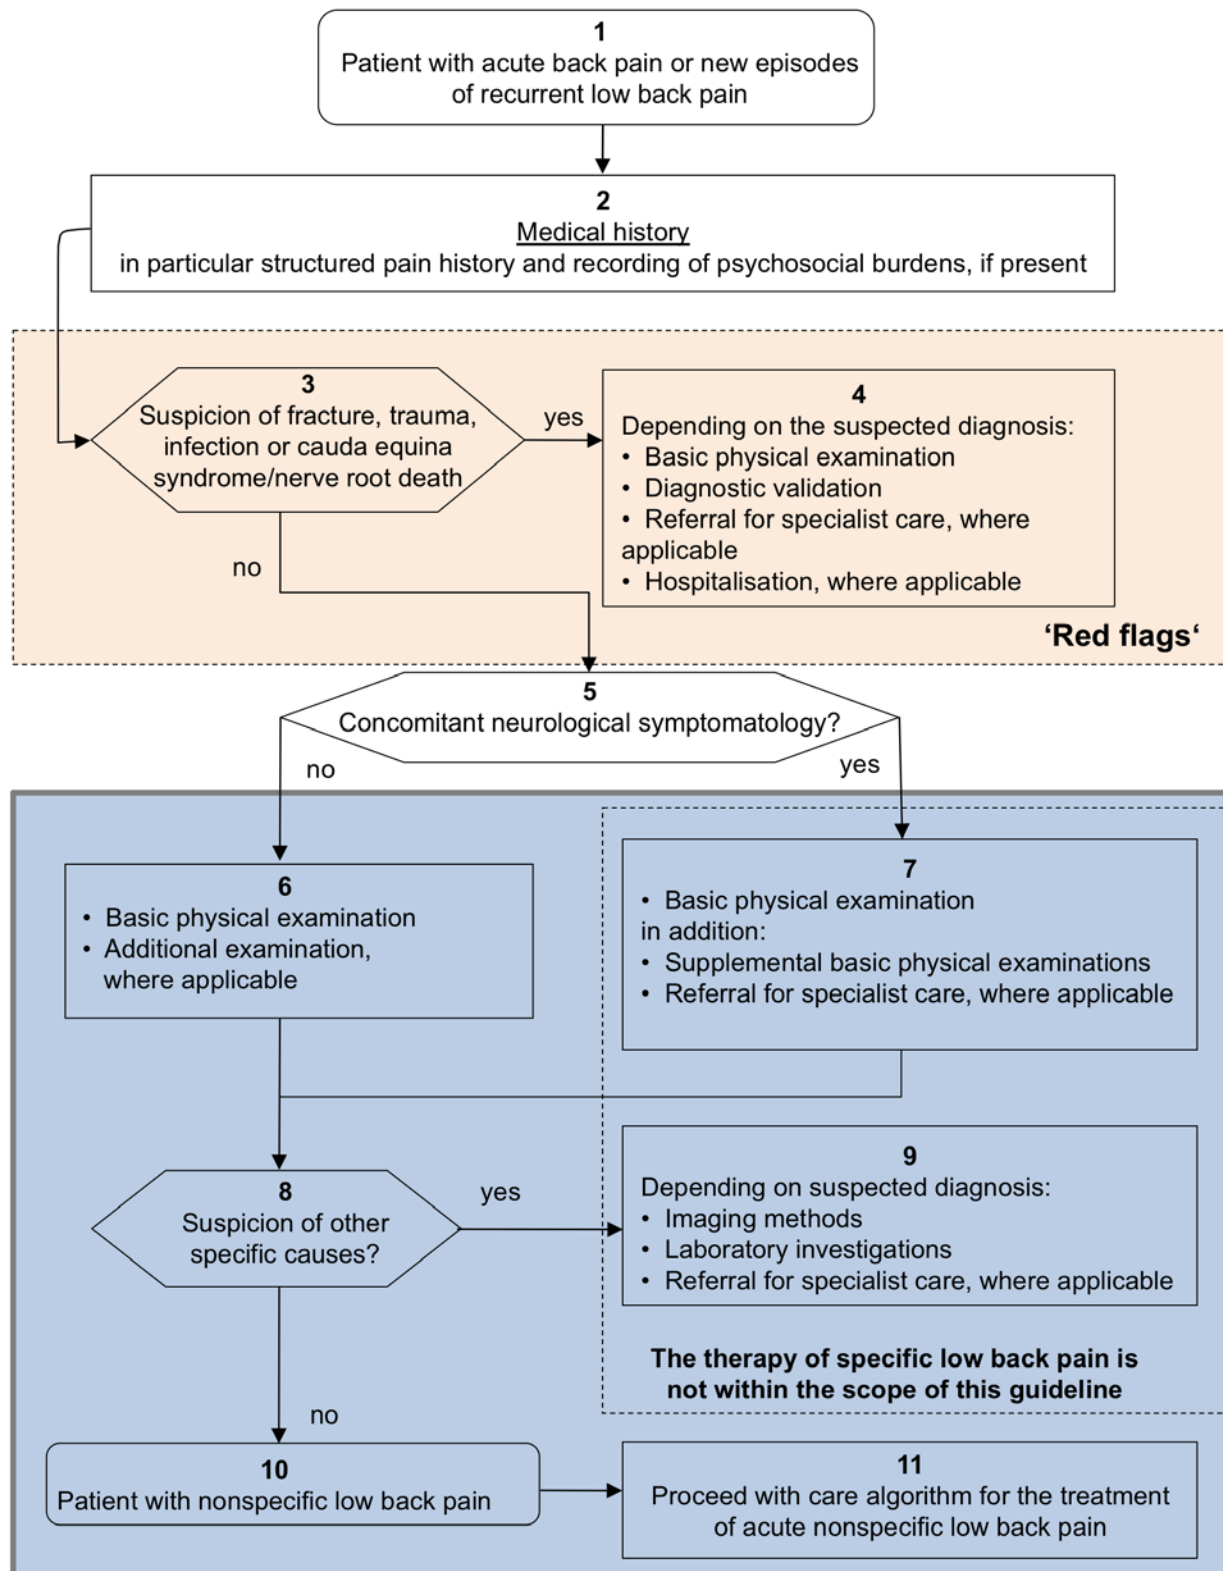 1
Patient with acute back pain or new episodes
of recurrent low back pain
2
Medical history
in particular structured pain history and recording of psychosocial burdens, if present
3
Suspicion of fracture, trauma,
infection or cauda equina
syndrome/nerve root death
yes
no
4
Depending on the suspected diagnosis:
• Basic physical examination
• Diagnostic validation
• Referral for specialist care, where
applicable
• Hospitalisation, where applicable
‘Red flags‘
5
Concomitant neurological symptomatology?
no
yes
6
• Basic physical examination
• Additional examination,
where applicable
7
• Basic physical examination
in addition:
• Supplemental basic physical examinations
• Referral for specialist care, where applicable
8
Suspicion of other
specific causes?
yes
no
9
Depending on suspected diagnosis:
• Imaging methods
• Laboratory investigations
• Referral for specialist care, where applicable
The therapy of specific low back pain is
not within the scope of this guideline
10
Patient with nonspecific low back pain
11
Proceed with care algorithm for the treatment
of acute nonspecific low back pain